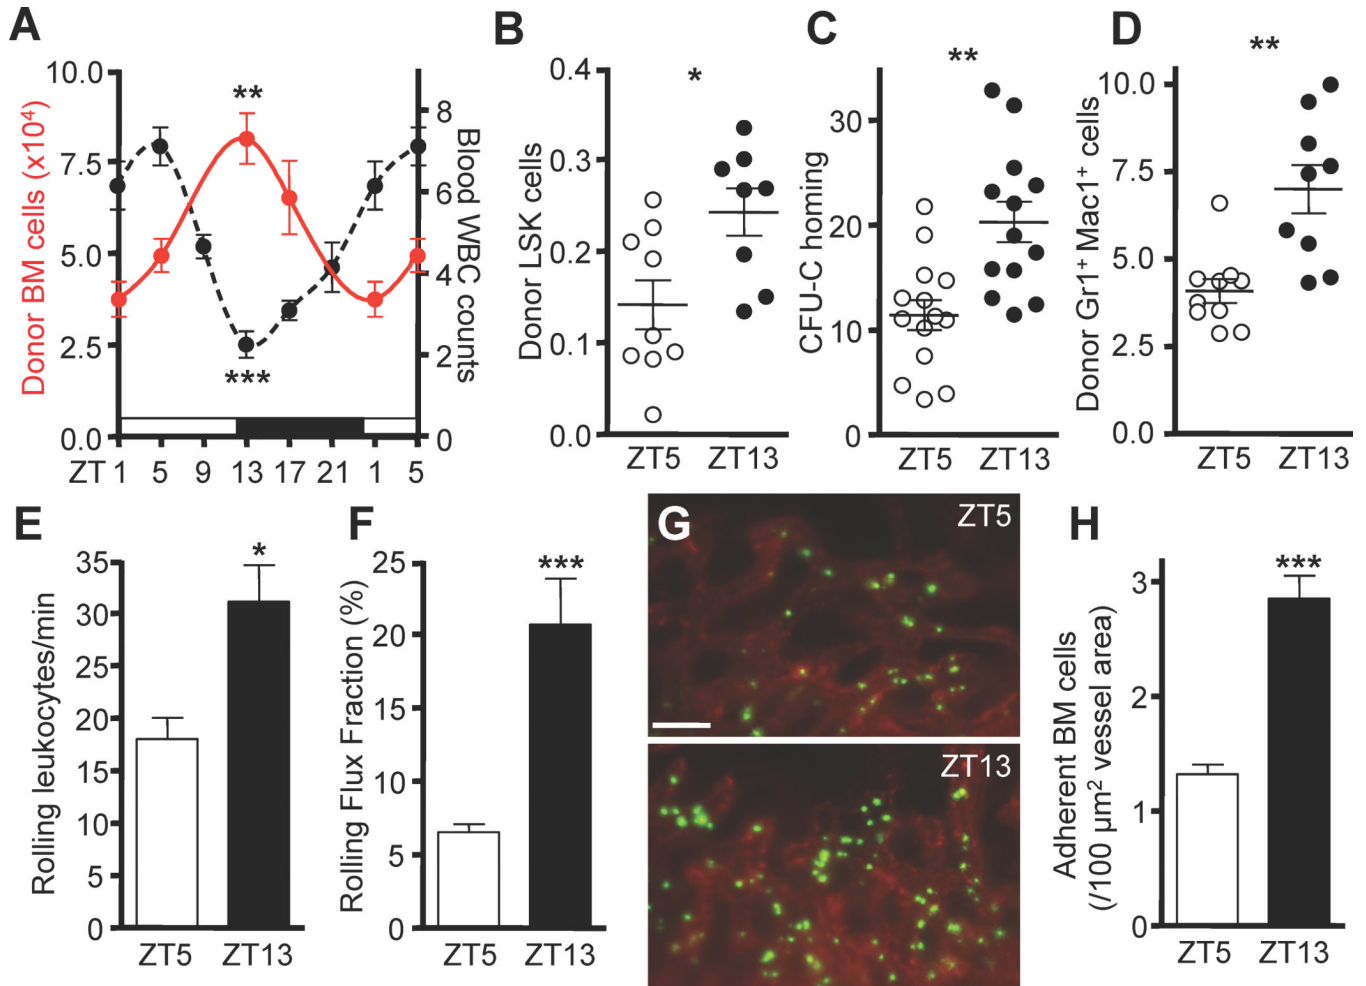 A
Donor BM cells (x10⁴)
10.0
7.5
5.0
2.5
0.0
**
***
8
6
4
2
0
Blood WBC counts
ZT 1 5 9 13 17 21 1 5
B
Donor LSK cells
0.4
0.3
0.2
0.1
0.0
*
ZT5 ZT13
C
CFU-C homing
30
20
10
0
**
ZT5 ZT13
D
Donor Gr1⁺ Mac1⁺ cells
10.0
7.5
5.0
2.5
0.0
**
ZT5 ZT13
E
Rolling leukocytes/min
35
30
35
20
15
10
5
0
*
ZT5 ZT13
F
Rolling Flux Fraction (%)
25
20
15
10
5
0
***
ZT5 ZT13
G
ZT5
ZT13
H
Adherent BM cells
(/100 µm² vessel area)
3
2
1
0
***
ZT5 ZT13